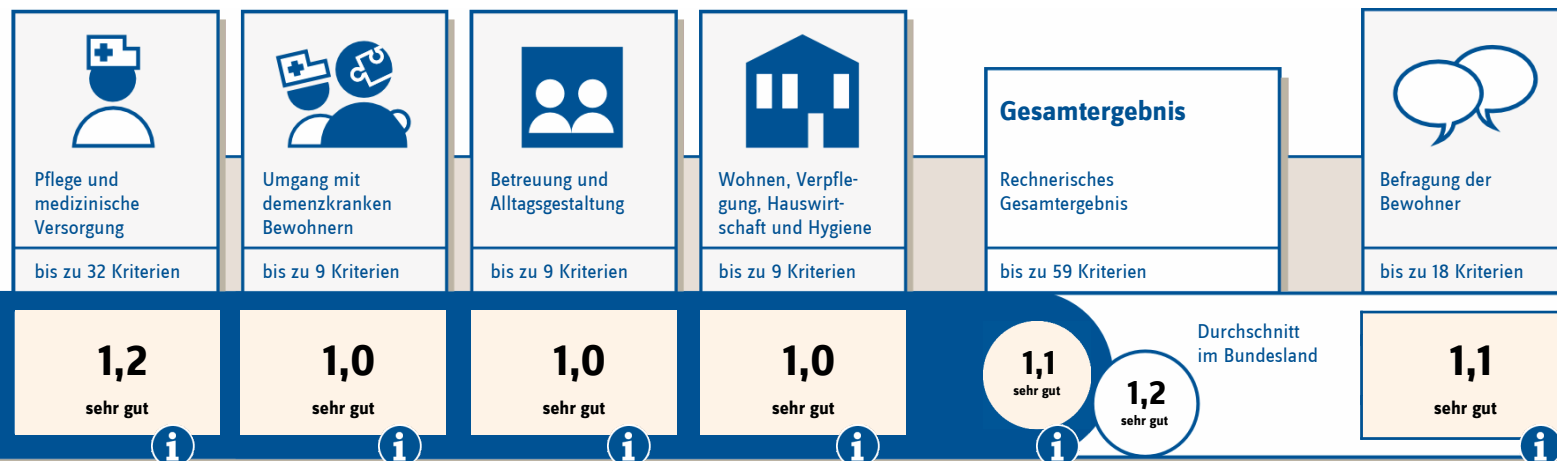 Pflege und
medizinische
Versorgung
bis zu 32 Kriterien
1,2
sehr gut
i
Umgang mit
demenzkranken
Bewohnern
bis zu 9 Kriterien
1,0
sehr gut
i
Betreuung und
Alltagsgestaltung
bis zu 9 Kriterien
1,0
sehr gut
i
Wohnen, Verpfle-
gung, Hauswirt-
schaft und Hygiene
bis zu 9 Kriterien
1,0
sehr gut
i
Gesamtergebnis
Rechnerisches
Gesamtergebnis
bis zu 59 Kriterien
1,1
sehr gut
i
Durchschnitt
im Bundesland
1,2
sehr gut
Befragung der
Bewohner
bis zu 18 Kriterien
1,1
sehr gut
i